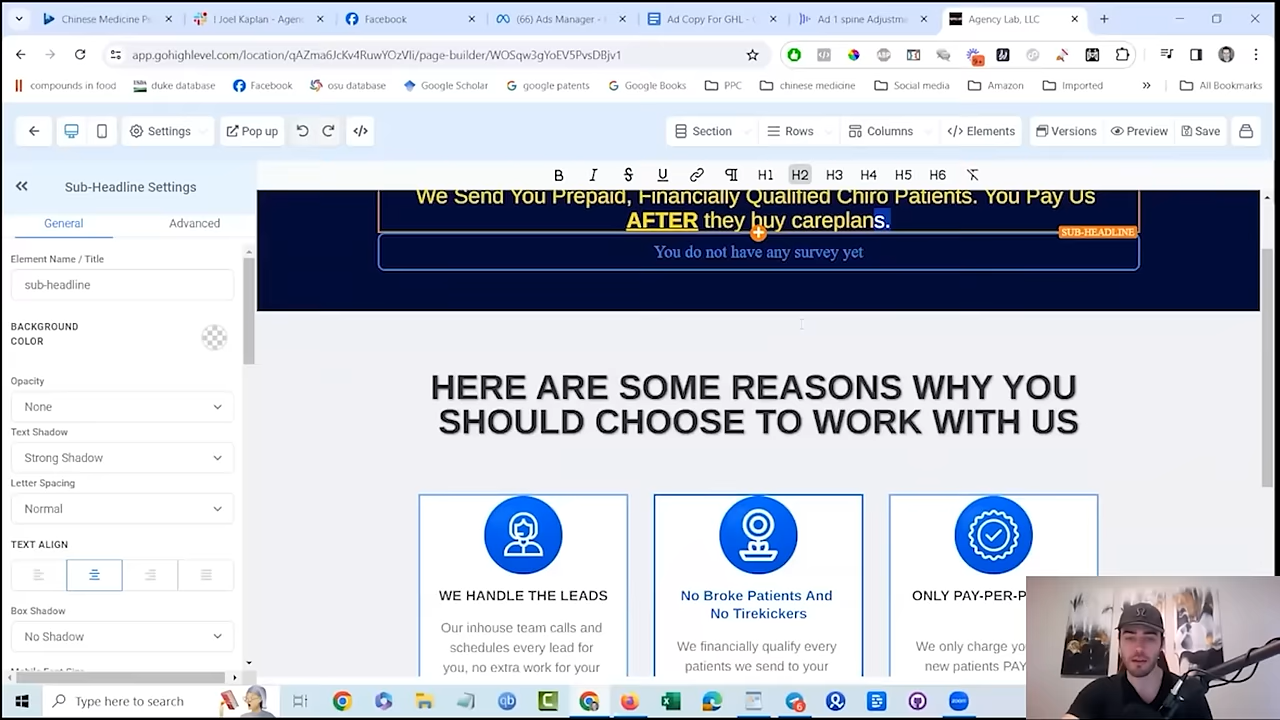 Chinese Medicine Ps
I Joel Kaplan - Agenc
Facebook
(66) Ads Manager -
Ad Copy For GHL -
Ad 1 spine Adjustme
Agency Lab, LLC
app.gohighlevel.com/location/gAZma6JcKv4RuwYOzVIi/page-builder/WOSqw3gYoEV5PvsDBjv1
compounds in food
duke database
Facebook
osu database
Google Scholar
google patents
Google Books
PPC
chinese medicine
Social media
Amazon
Imported
All Bookmarks
Settings
Pop up
Section
Rows
Columns
Elements
Versions
Preview
Save
B I S U H1 H2 H3 H4 H5 H6
Sub-Headline Settings
General
Advanced
Element Name / Title
sub-headline
BACKGROUND
COLOR
Opacity
None
Text Shadow
Strong Shadow
Letter Spacing
Normal
TEXT ALIGN
Box Shadow
No Shadow
We Send You Prepaid, Financially Qualified Chiro Patients. You Pay Us
AFTER they buy careplans.
SUB-HEADLINE
You do not have any survey yet
HERE ARE SOME REASONS WHY YOU
SHOULD CHOOSE TO WORK WITH US
WE HANDLE THE LEADS
Our inhouse team calls and
schedules every lead for
you, no extra work for your
No Broke Patients And
No Tirekickers
We financially qualify every
patients we send to your
ONLY PAY-PER-P
We only charge yo
new patients PAY
Type here to search